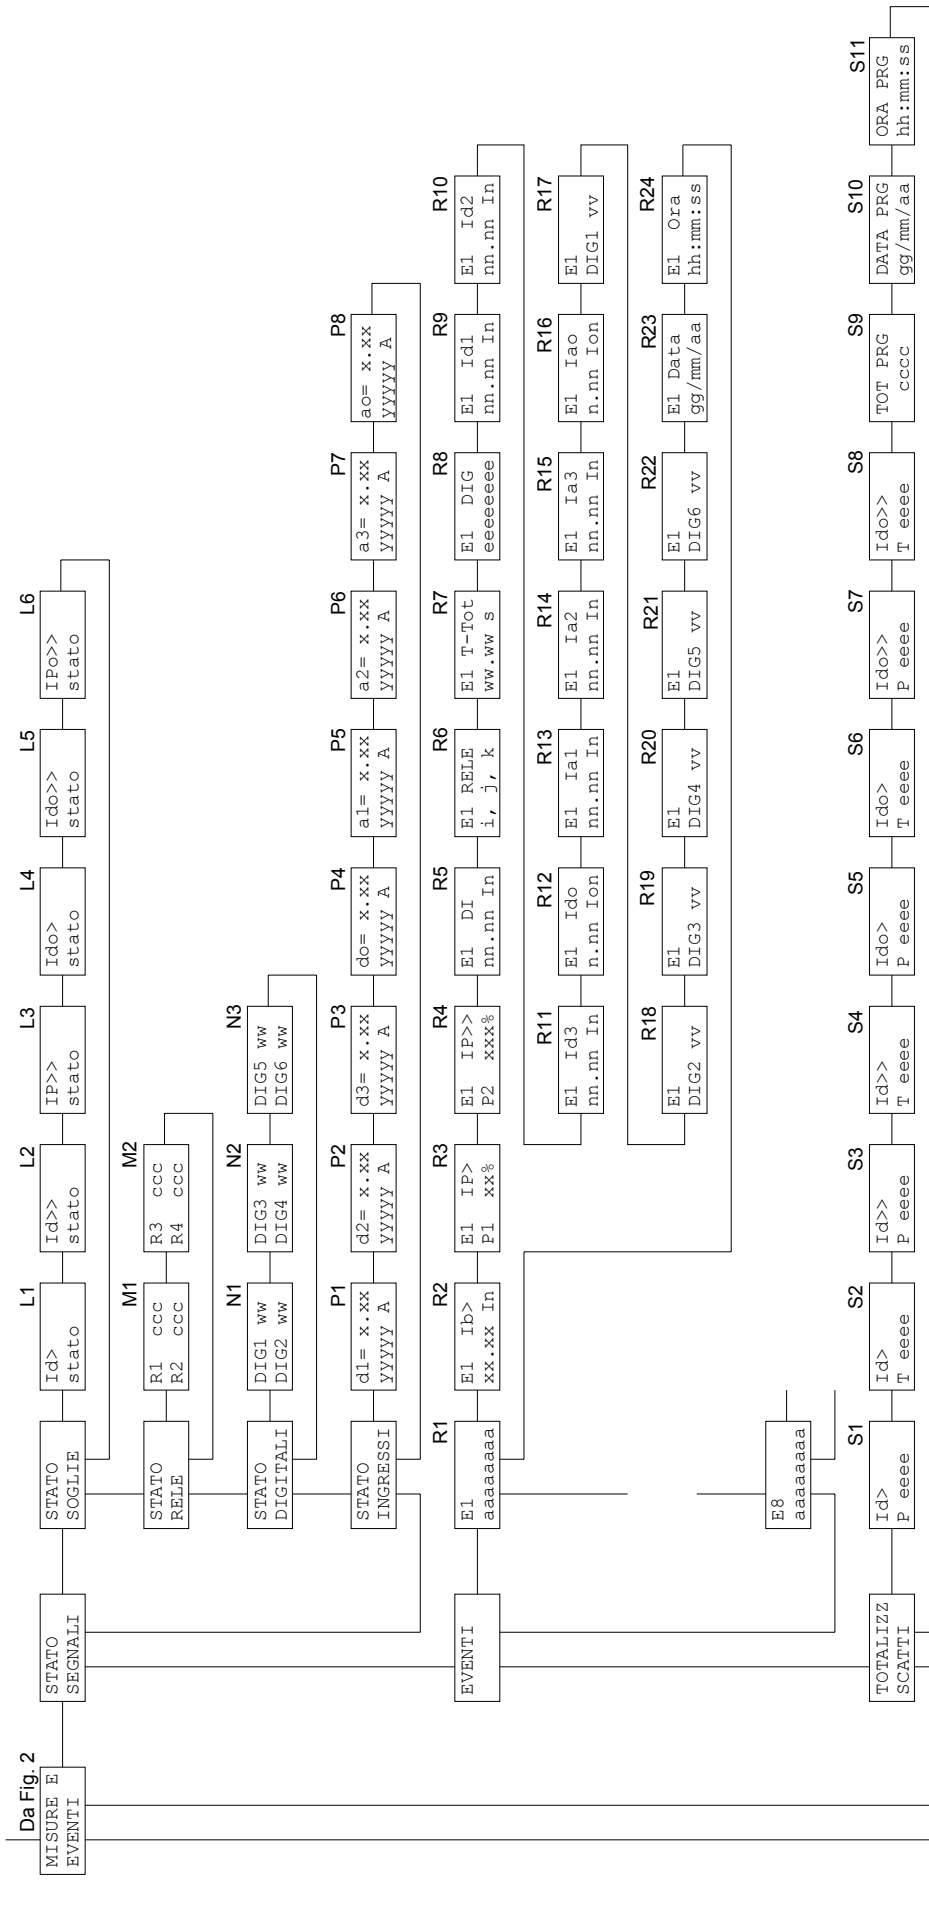 Da Fig. 2
MISURE E
EVENTI
STATO
SEGNALI
STATO
SOGLIE
L1
Id>
stato
L2
Id>>
stato
L3
IP>>
stato
L4
Ido>
stato
L5
Ido>>
stato
L6
IPo>>
stato
STATO
RELE
M1
R1 ccc
R2 ccc
M2
R3 ccc
R4 ccc
STATO
DIGITALI
N1
DIG1 ww
DIG2 ww
N2
DIG3 ww
DIG4 ww
N3
DIG5 ww
DIG6 ww
STATO
INGRESSI
P1
d1= x.xx
yyyyy A
P2
d2= x.xx
yyyyy A
P3
d3= x.xx
yyyyy A
P4
do= x.xx
yyyyy A
P5
a1= x.xx
yyyyy A
P6
a2= x.xx
yyyyy A
P7
a3= x.xx
yyyyy A
P8
ao= x.xx
yyyyy A
EVENTI
R1
E1
aaaaaaaa
R2
E1 Ib>
xx.xx In
R3
E1 IP>
P1 xx%
R4
E1 IP>>
P2 xxx%
R5
E1 DI
nn.nn In
R6
E1 RELE
i, j, k
R7
E1 T-Tot
ww.ww s
R8
E1 DIG
eeeeeeee
R9
E1 Id1
nn.nn In
R10
E1 Id2
nn.nn In
R11
E1 Id3
nn.nn In
R12
E1 Ido
n.nn Ion
R13
E1 Ia1
nn.nn In
R14
E1 Ia2
nn.nn In
R15
E1 Ia3
nn.nn In
R16
E1 Iao
n.nn Ion
R17
E1
DIG1 vv
R18
E1
DIG2 vv
R19
E1
DIG3 vv
R20
E1
DIG4 vv
R21
E1
DIG5 vv
R22
E1
DIG6 vv
R23
E1 Data
gg/mm/aa
R24
E1 Ora
hh:mm:ss
E8
aaaaaaaa
TOTALIZZ
SCATTI
S1
Id>
P eeee
S2
Id>
T eeee
S3
Id>>
P eeee
S4
Id>>
T eeee
S5
Ido>
P eeee
S6
Ido>
T eeee
S7
Ido>>
P eeee
S8
Ido>>
T eeee
S9
TOT PRG
cccc
S10
DATA PRG
gg/mm/aa
S11
ORA PRG
hh:mm:ss